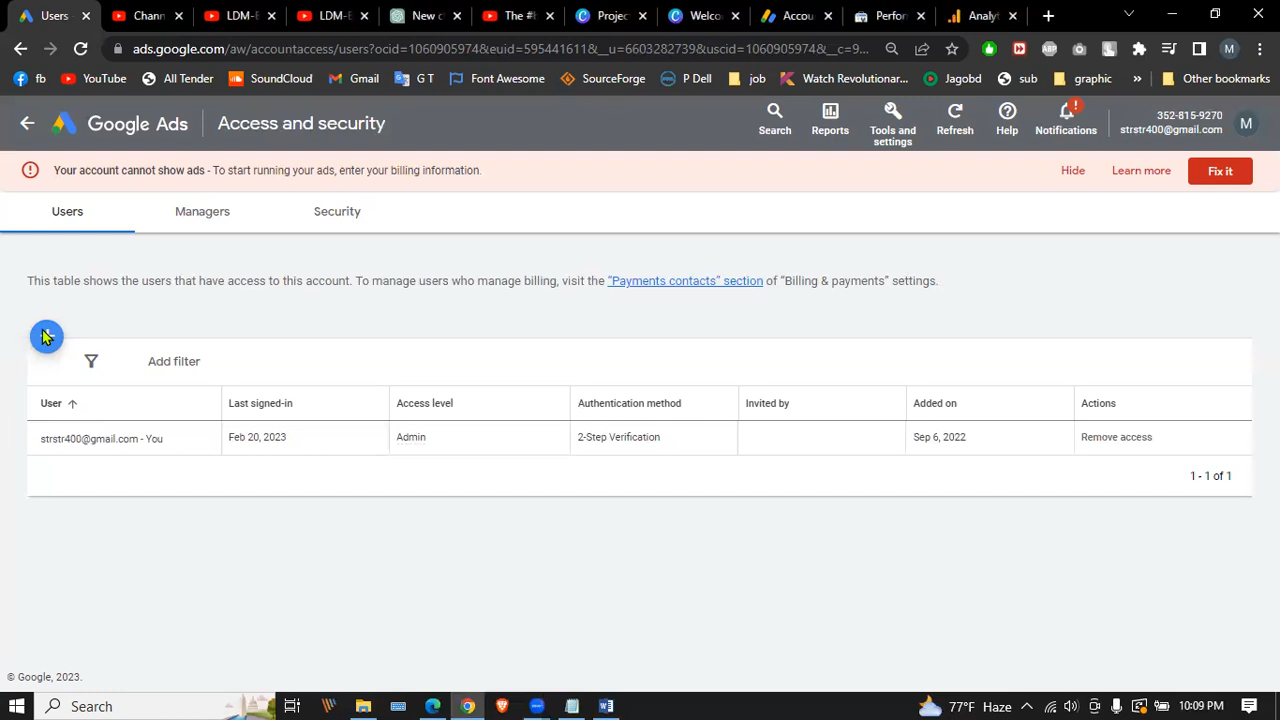 Users -
Chann
LDM-E
LDM-E
New c
The #
Projec
Welco
Accou
Perfor
Analyt
ads.google.com/aw/accountaccess/users?ocid=1060905974&euid=595441611&__u=6603282739&uscid=1060905974&__c=9...
fb
YouTube
All Tender
SoundCloud
Gmail
G T
Font Awesome
SourceForge
P Dell
job
Watch Revolutionar...
Jagobd
sub
graphic
»
Other bookmarks
Google Ads
Access and security
Search
Reports
Tools and settings
Refresh
Help
Notifications
352-815-9270
strstr400@gmail.com
M
Your account cannot show ads - To start running your ads, enter your billing information.
Hide
Learn more
Fix it
Users
Managers
Security
This table shows the users that have access to this account. To manage users who manage billing, visit the "Payments contacts" section of "Billing & payments" settings.
Add filter
User
Last signed-in
Access level
Authentication method
Invited by
Added on
Actions
strstr400@gmail.com - You
Feb 20, 2023
Admin
2-Step Verification
Sep 6, 2022
Remove access
1 - 1 of 1
© Google, 2023.
Search
77°F Haze
10:09 PM